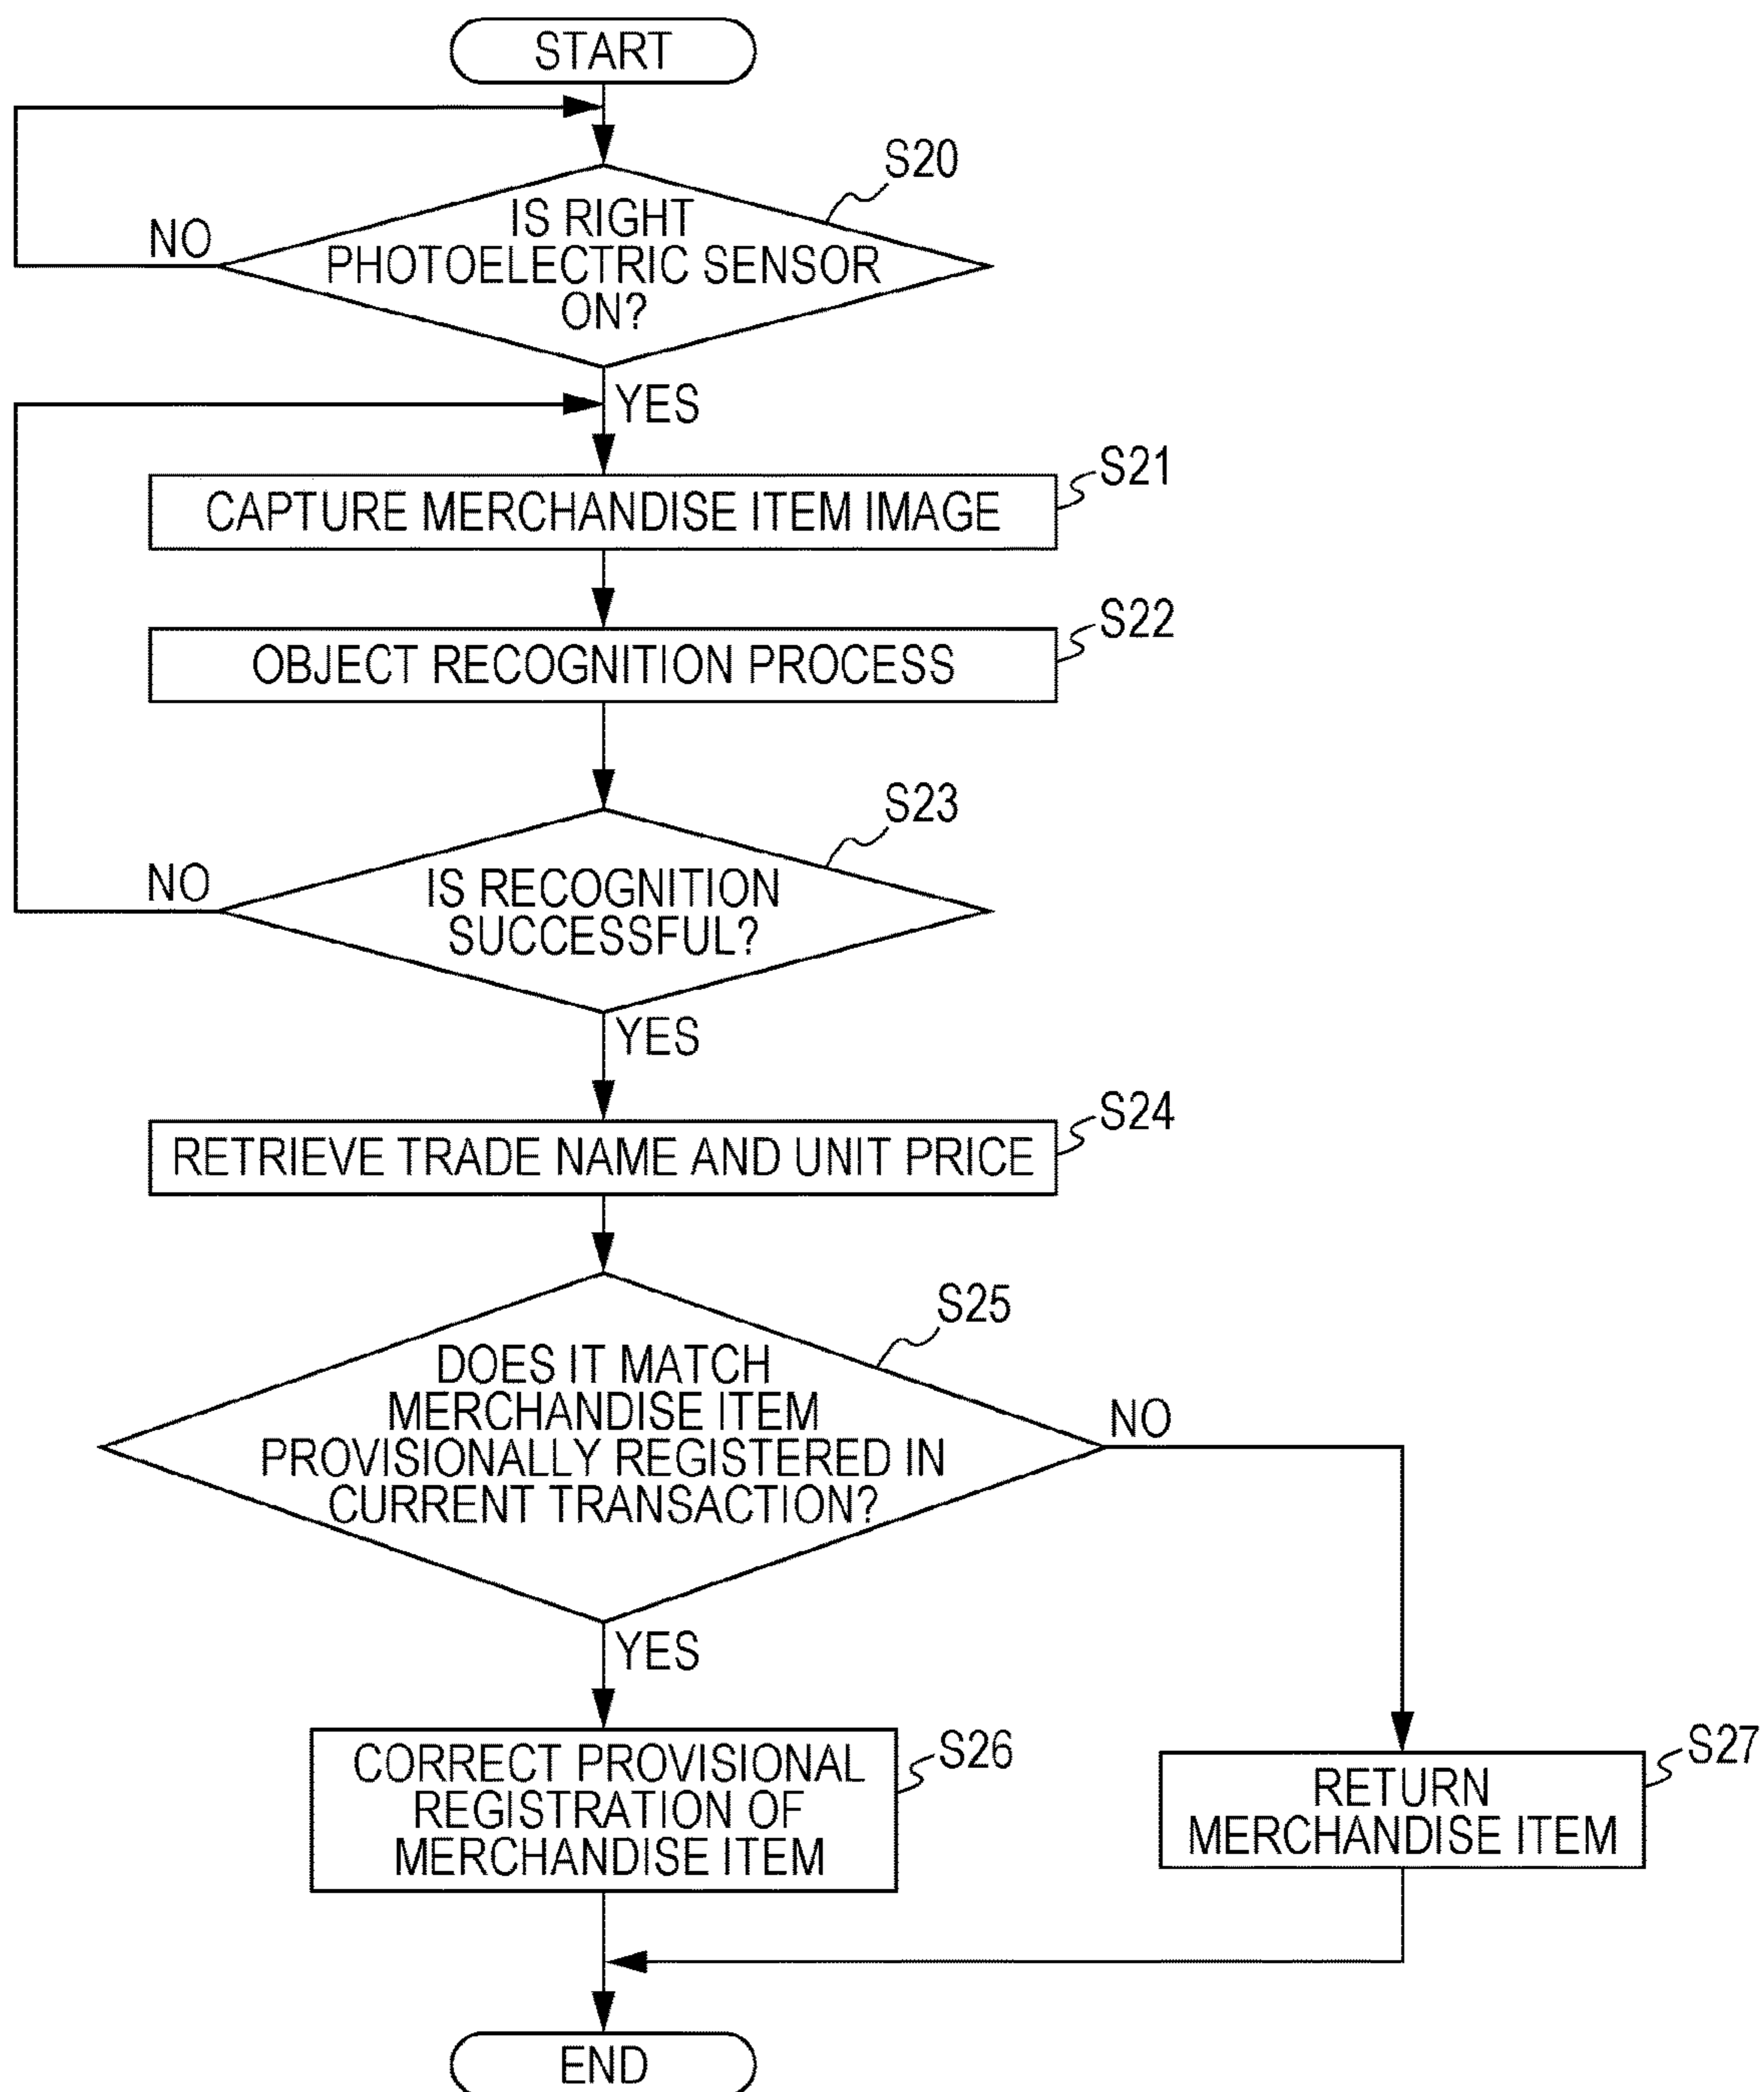 START
S20
IS RIGHT
PHOTOELECTRIC SENSOR
ON?
NO
YES
S21
CAPTURE MERCHANDISE ITEM IMAGE
S22
OBJECT RECOGNITION PROCESS
S23
IS RECOGNITION
SUCCESSFUL?
NO
YES
S24
RETRIEVE TRADE NAME AND UNIT PRICE
S25
DOES IT MATCH
MERCHANDISE ITEM
PROVISIONALLY REGISTERED IN
CURRENT TRANSACTION?
NO
YES
S26
CORRECT PROVISIONAL
REGISTRATION OF
MERCHANDISE ITEM
S27
RETURN
MERCHANDISE ITEM
END